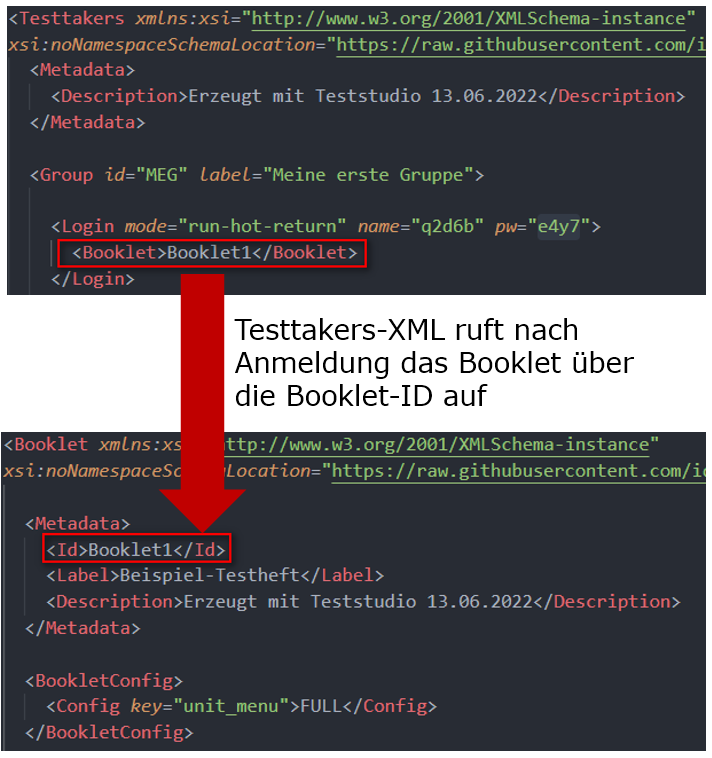 <Testtakers xmlns:xsi="http://www.w3.org/2001/XMLSchema-instance"
xsi:noNamespaceSchemaLocation="https://raw.githubusercontent.com/i
<Metadata>
<Description>Erzeugt mit Teststudio 13.06.2022</Description>
</Metadata>
<Group id="MEG" label="Meine erste Gruppe">
<Login mode="run-hot-return" name="q2d6b" pw="e4y7">
<Booklet>Booklet1</Booklet>
</Login>
Testtakers-XML ruft nach
Anmeldung das Booklet über
die Booklet-ID auf
<Booklet xmlns:xs ttp://www.w3.org/2001/XMLSchema-instance"
xsi:noNamespaceSc emaLocation="https://raw.githubusercontent.com/i
<Metadata>
<Id>Booklet1</Id>
<Label>Beispiel-Testheft</Label>
<Description>Erzeugt mit Teststudio 13.06.2022</Description>
</Metadata>
<BookletConfig>
<Config key="unit_menu">FULL</Config>
</BookletConfig>